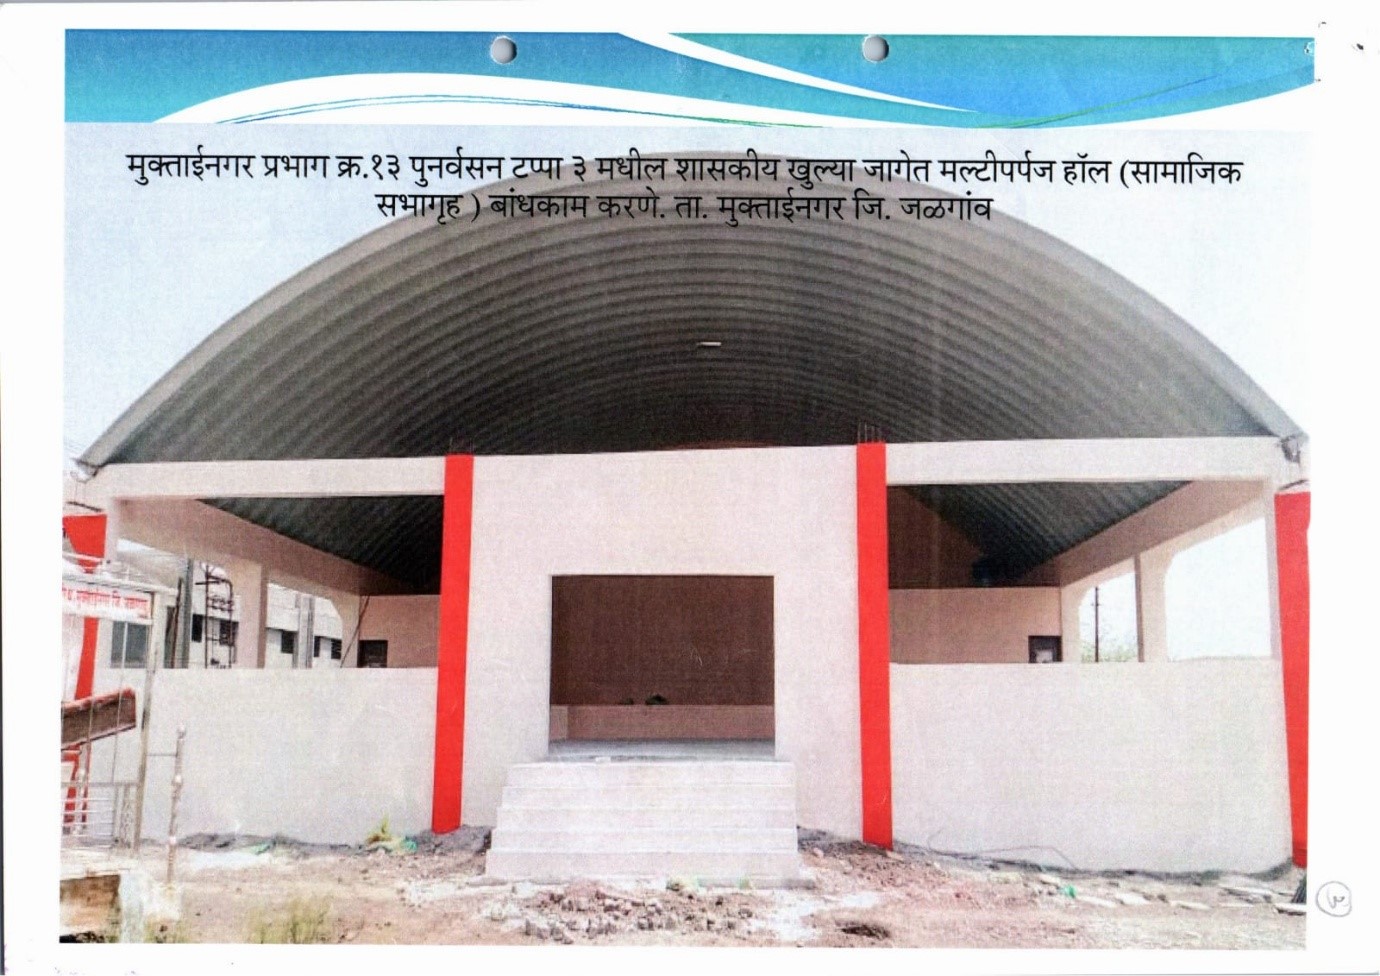 मुक्ताईनगर प्रभाग क्र.१३ पुनर्वसन टप्पा ३ मधील शासकीय खुल्या जागेत मल्टीपर्पज हॉल (सामाजिक
सभागृह ) बांधकाम करणे. ता. मुक्ताईनगर जि. जळगांव